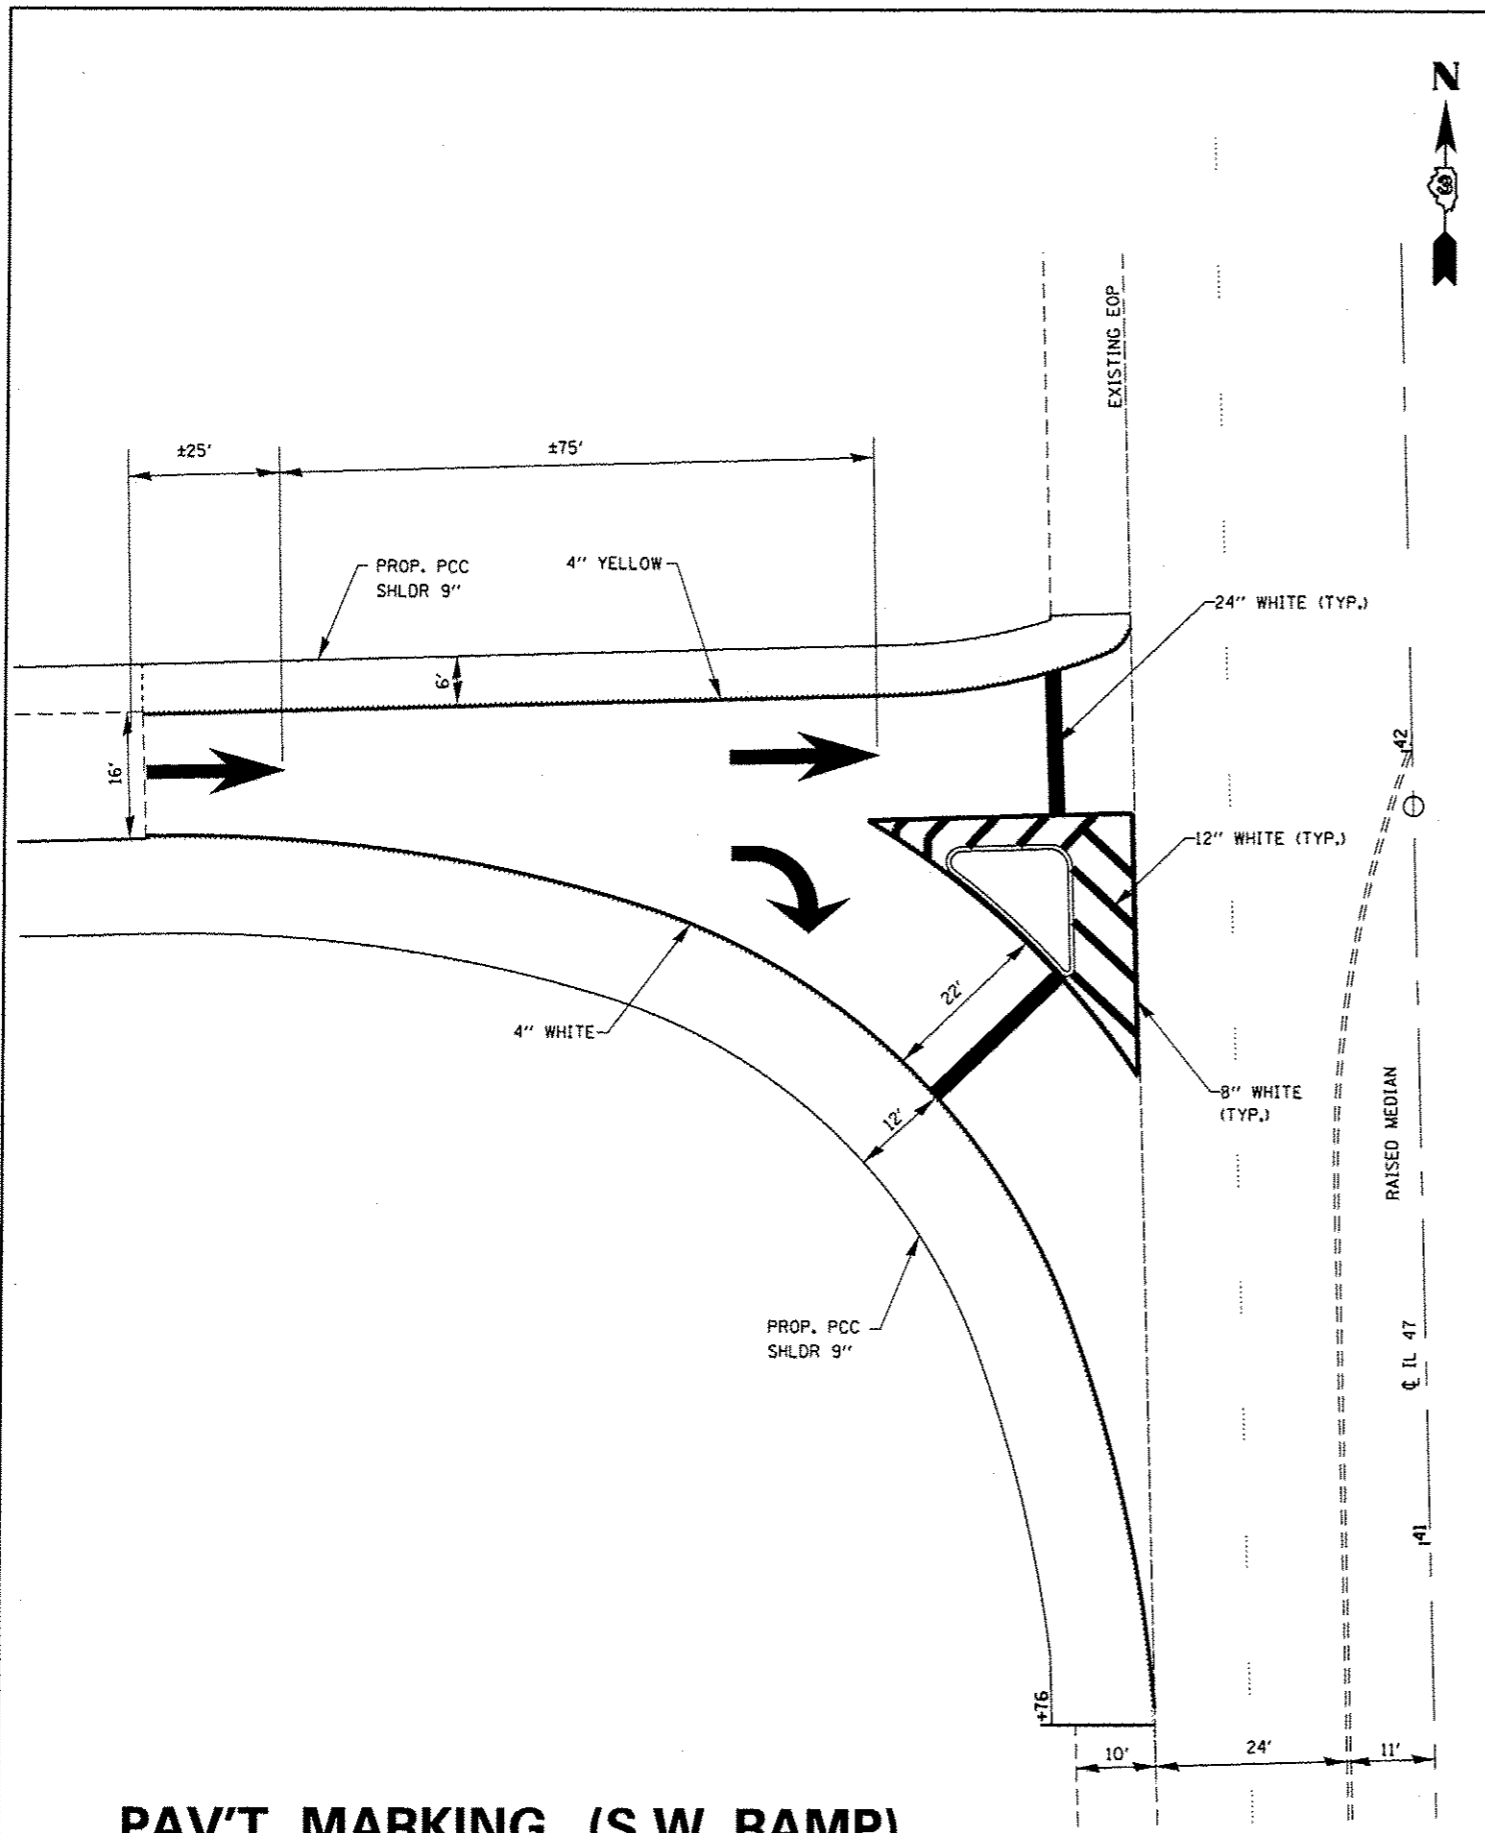 N
EXISTING EOP
±25'
±75'
PROP. PCC
SHLDR 9"
4" YELLOW
24" WHITE (TYP.)
6'
16'
42
12" WHITE (TYP.)
22'
4" WHITE
8" WHITE
(TYP.)
12'
RAISED MEDIAN
PROP. PCC
SHLDR 9"
℄ IL 47
41
+76
10'
24'
11'
PAV'T MARKING (S.W. RAMP)